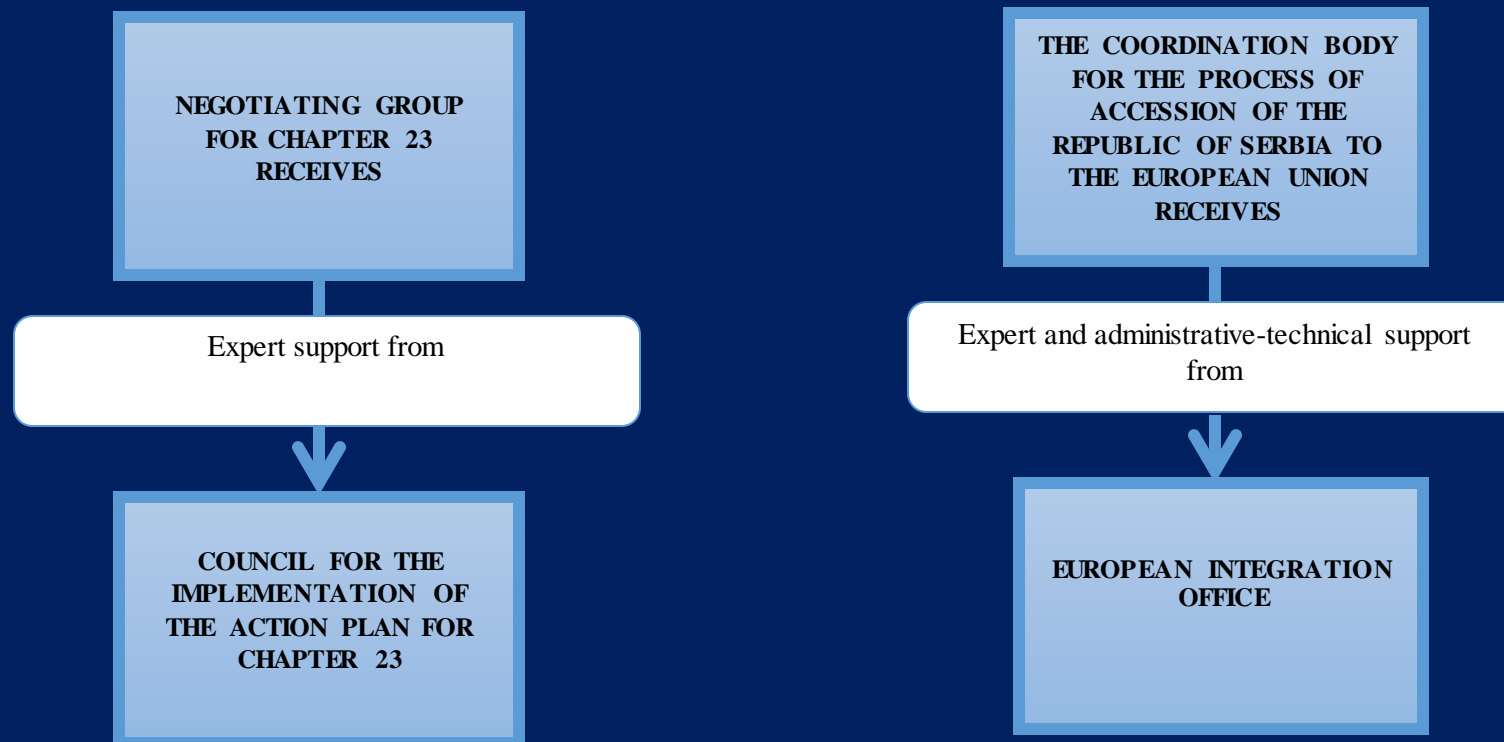 NEGOTIATING GROUP
FOR CHAPTER 23
RECEIVES
Expert support from
COUNCIL FOR THE
IMPLEMENTATION OF
THE ACTION PLAN FOR
CHAPTER 23
THE COORDINATION BODY
FOR THE PROCESS OF
ACCESSION OF THE
REPUBLIC OF SERBIA TO
THE EUROPEAN UNION
RECEIVES
Expert and administrative-technical support
from
EUROPEAN INTEGRATION
OFFICE